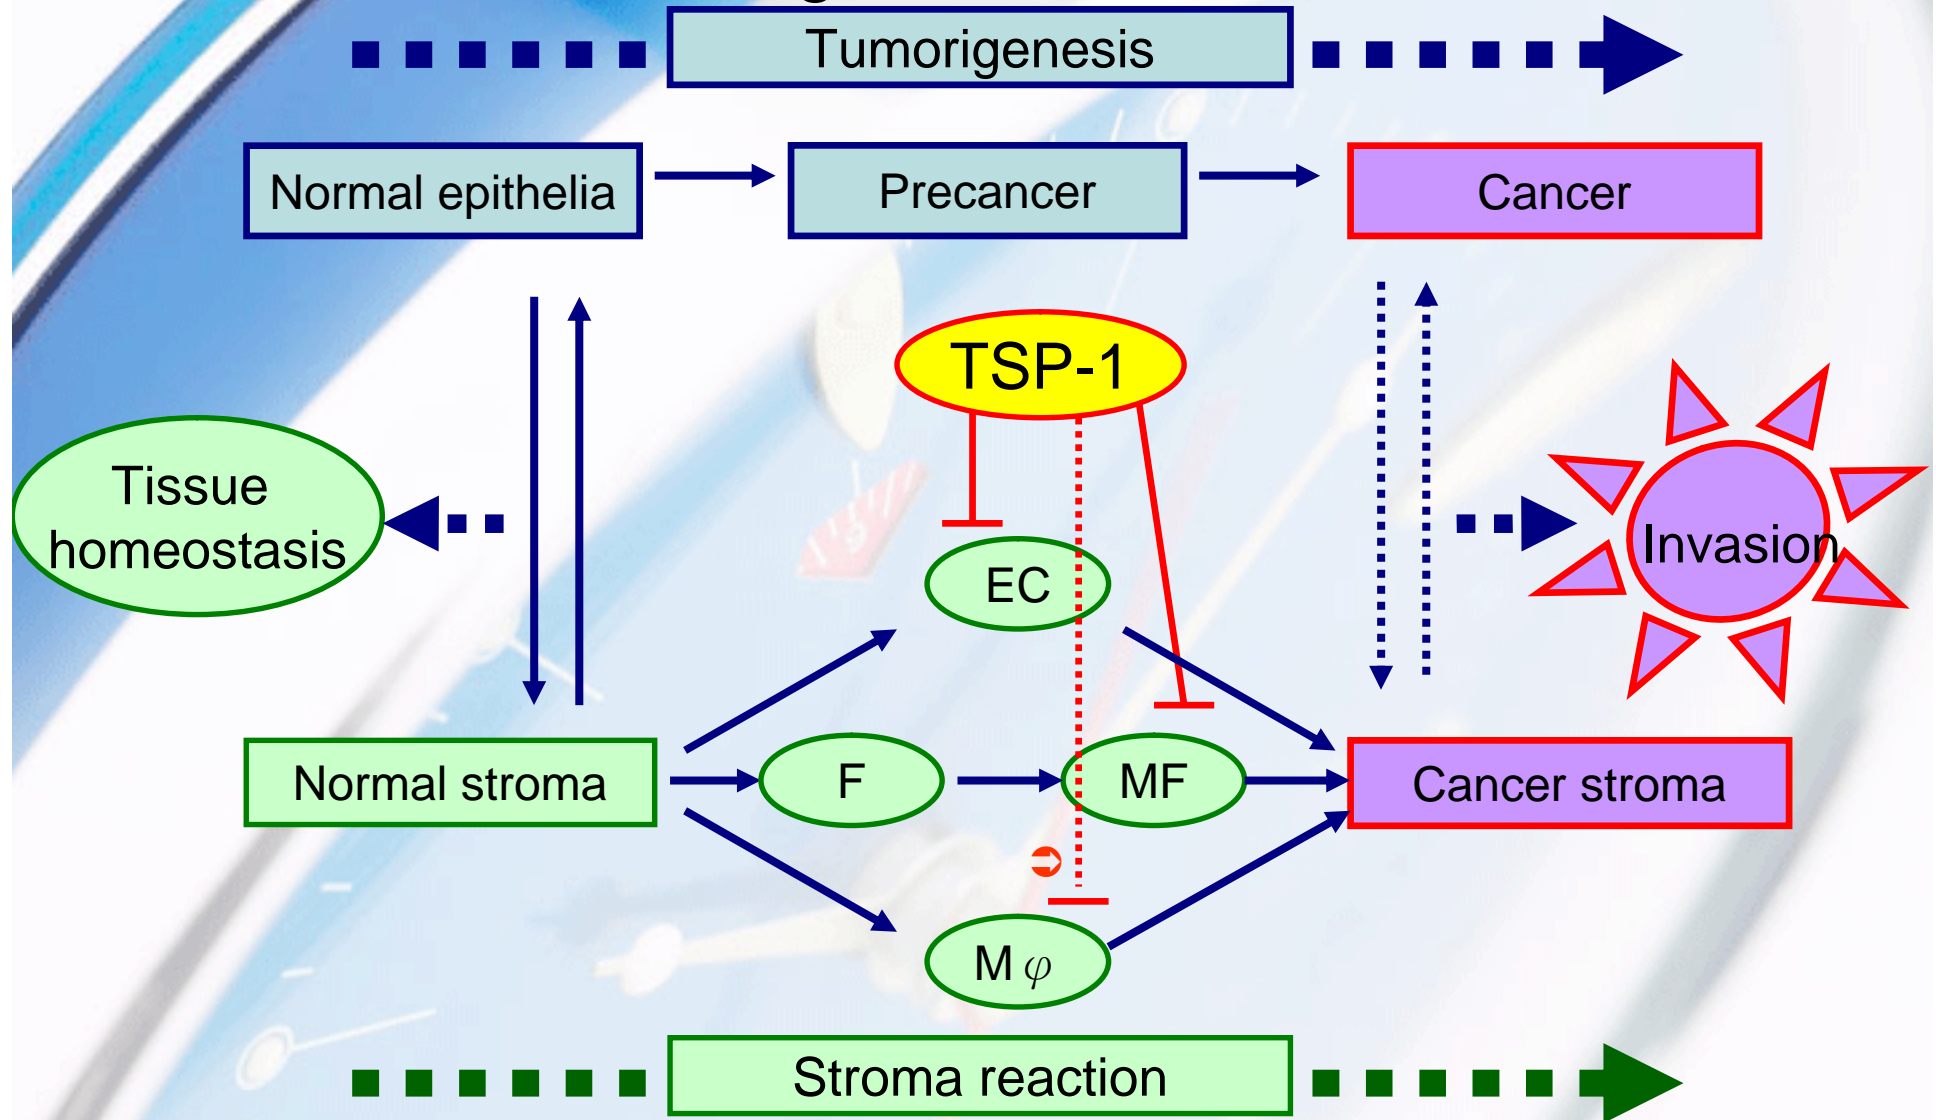 Tumorigenesis
Normal epithelia
Precancer
Cancer
TSP-1
Tissue
homeostasis
Invasion
EC
Normal stroma
F
MF
Cancer stroma
M φ
Stroma reaction